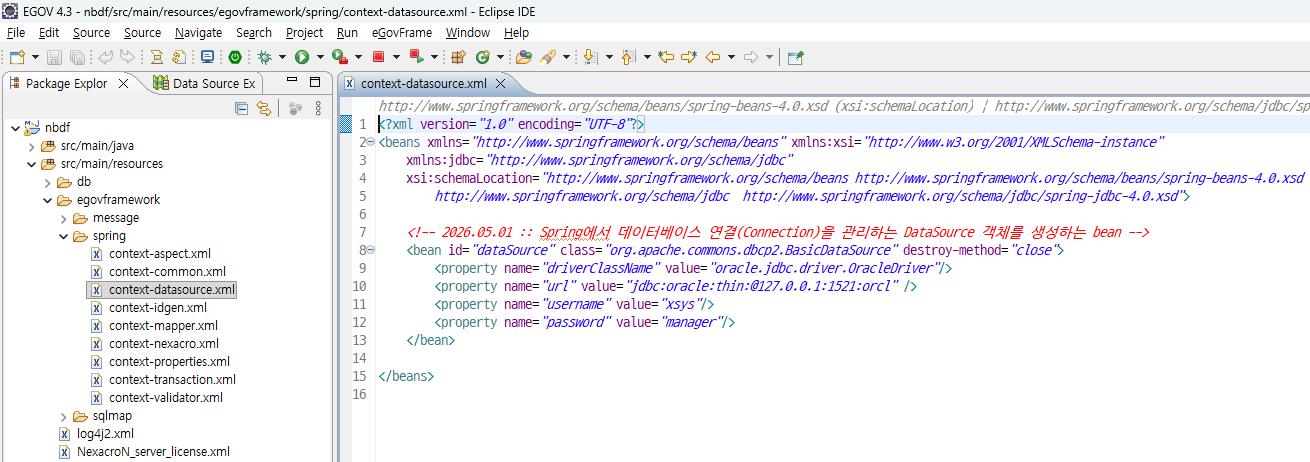 EGOV 4.3 - nbdf/src/main/resources/egovframework/spring/context-datasource.xml - Eclipse IDE
File Edit Source Source Navigate Search Project Run eGovFrame Window Help
Package Explor
Data Source Ex
nbdf
src/main/java
src/main/resources
db
egovframework
message
spring
context-aspect.xml
context-common.xml
context-datasource.xml
context-idgen.xml
context-mapper.xml
context-nexacro.xml
context-properties.xml
context-transaction.xml
context-validator.xml
sqlmap
log4j2.xml
NexacroN_server_license.xml
context-datasource.xml
http://www.springframework.org/schema/beans/spring-beans-4.0.xsd (xsi:schemaLocation) ¦ http://www.springframework.org/schema/jdbc/sp
1 <?xml version="1.0" encoding="UTF-8"?>
2 <beans xmlns="http://www.springframework.org/schema/beans" xmlns:xsi="http://www.w3.org/2001/XMLSchema-instance"
3 xmlns:jdbc="http://www.springframework.org/schema/jdbc"
4 xsi:schemaLocation="http://www.springframework.org/schema/beans http://www.springframework.org/schema/beans/spring-beans-4.0.xsd
5 http://www.springframework.org/schema/jdbc  http://www.springframework.org/schema/jdbc/spring-jdbc-4.0.xsd">
6
7 <!-- 2026.05.01 :: Spring에서 데이터베이스 연결(Connection)을 관리하는 DataSource 객체를 생성하는 bean -->
8 <bean id="dataSource" class="org.apache.commons.dbcp2.BasicDataSource" destroy-method="close">
9 <property name="driverClassName" value="oracle.jdbc.driver.OracleDriver"/>
10 <property name="url" value="jdbc:oracle:thin:@127.0.0.1:1521:orcl" />
11 <property name="username" value="xsys"/>
12 <property name="password" value="manager"/>
13 </bean>
14
15 </beans>
16